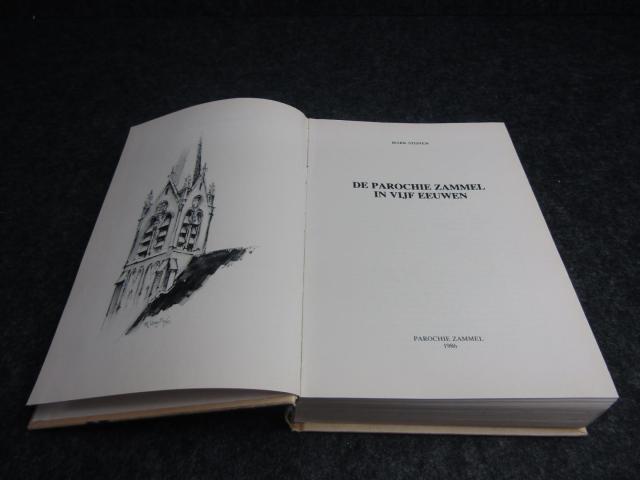 DE PAROCHIE ZAMMEL
IN VIJF EEUWEN
PAROCHIE ZAMMEL
1986